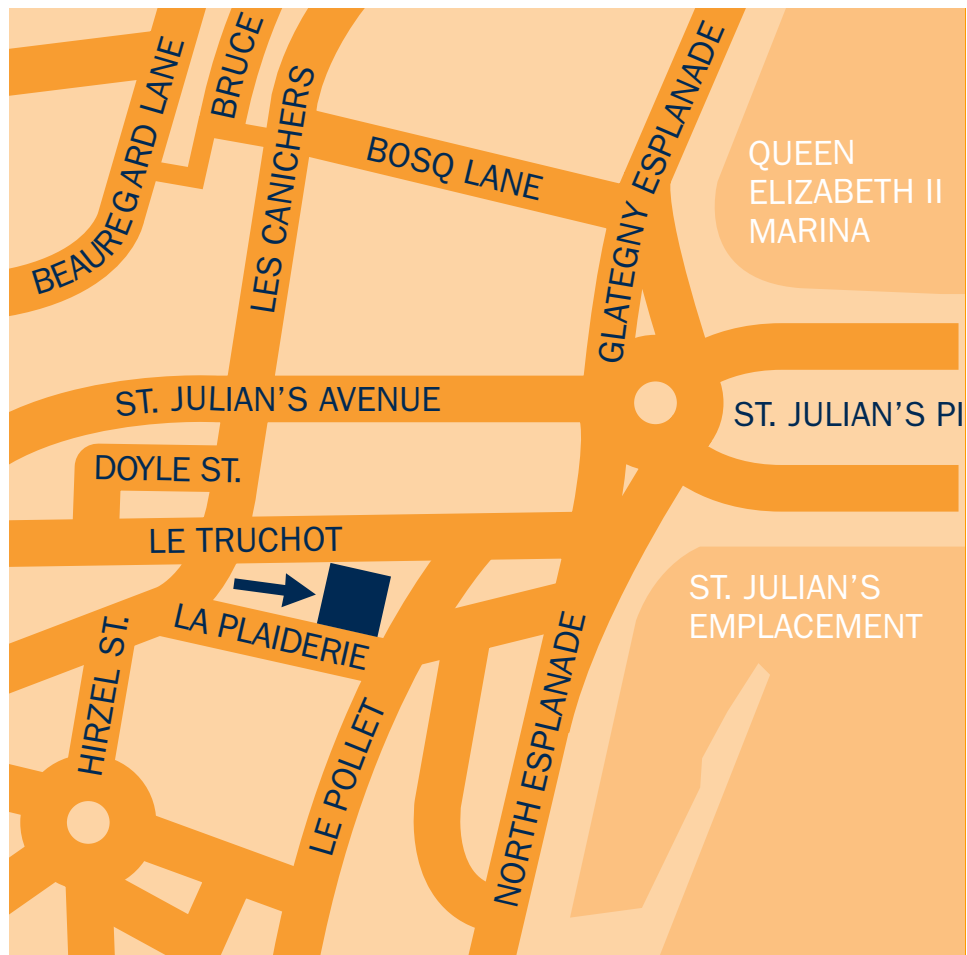 BRUCE
BEAUREGARD LANE
LES CANICHERS
BOSQ LANE
GLATEGNY ESPLANADE
QUEEN
ELIZABETH II
MARINA
ST. JULIAN'S AVENUE
ST. JULIAN'S PI
DOYLE ST.
LE TRUCHOT
ST. JULIAN'S
EMPLACEMENT
LA PLAIDERIE
HIRZEL ST.
LE POLLET
NORTH ESPLANADE